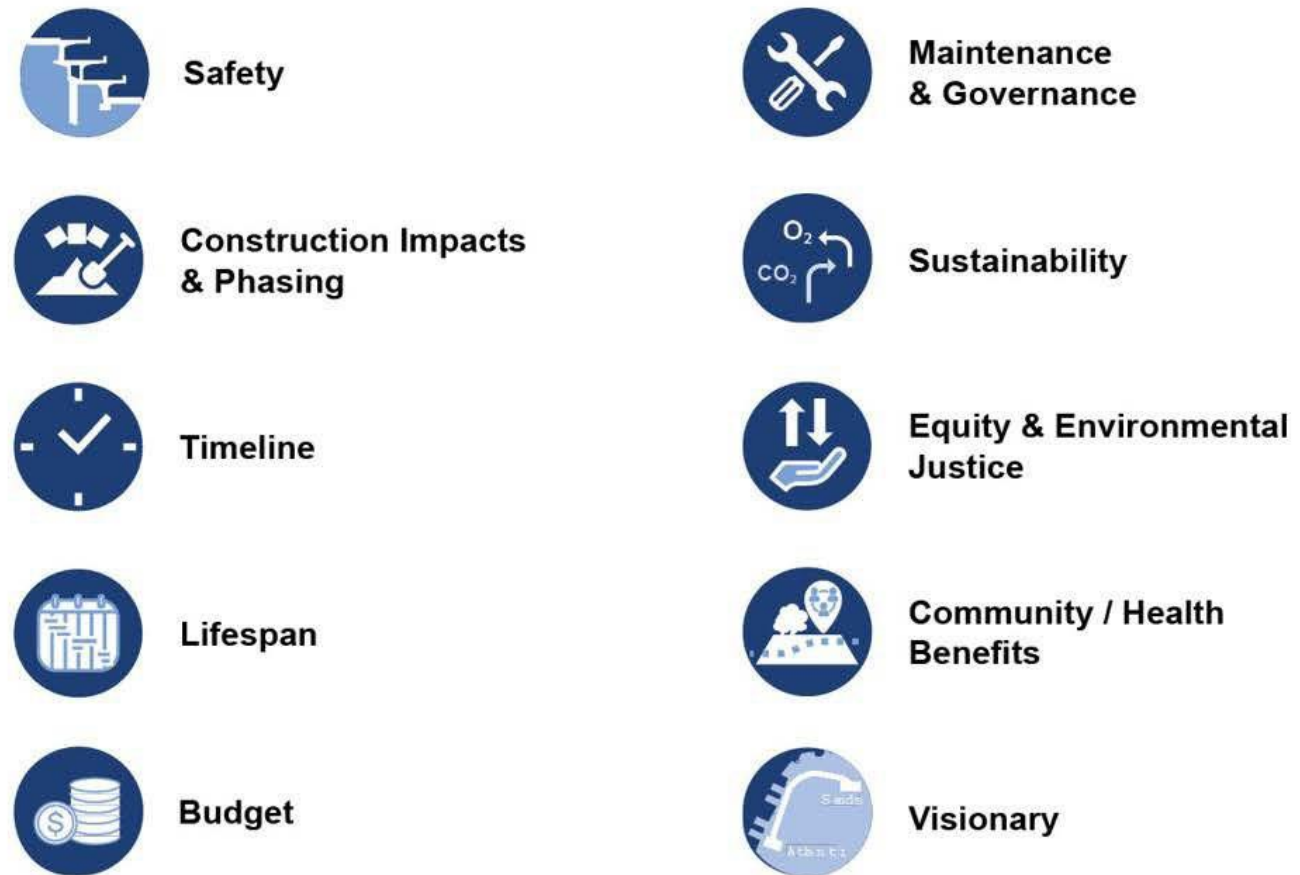 Safety
Construction Impacts
& Phasing
Timeline
Lifespan
$
Budget
Maintenance
& Governance
O₂
CO₂
Sustainability
Equity & Environmental
Justice
Community / Health
Benefits
Sands
Visionary